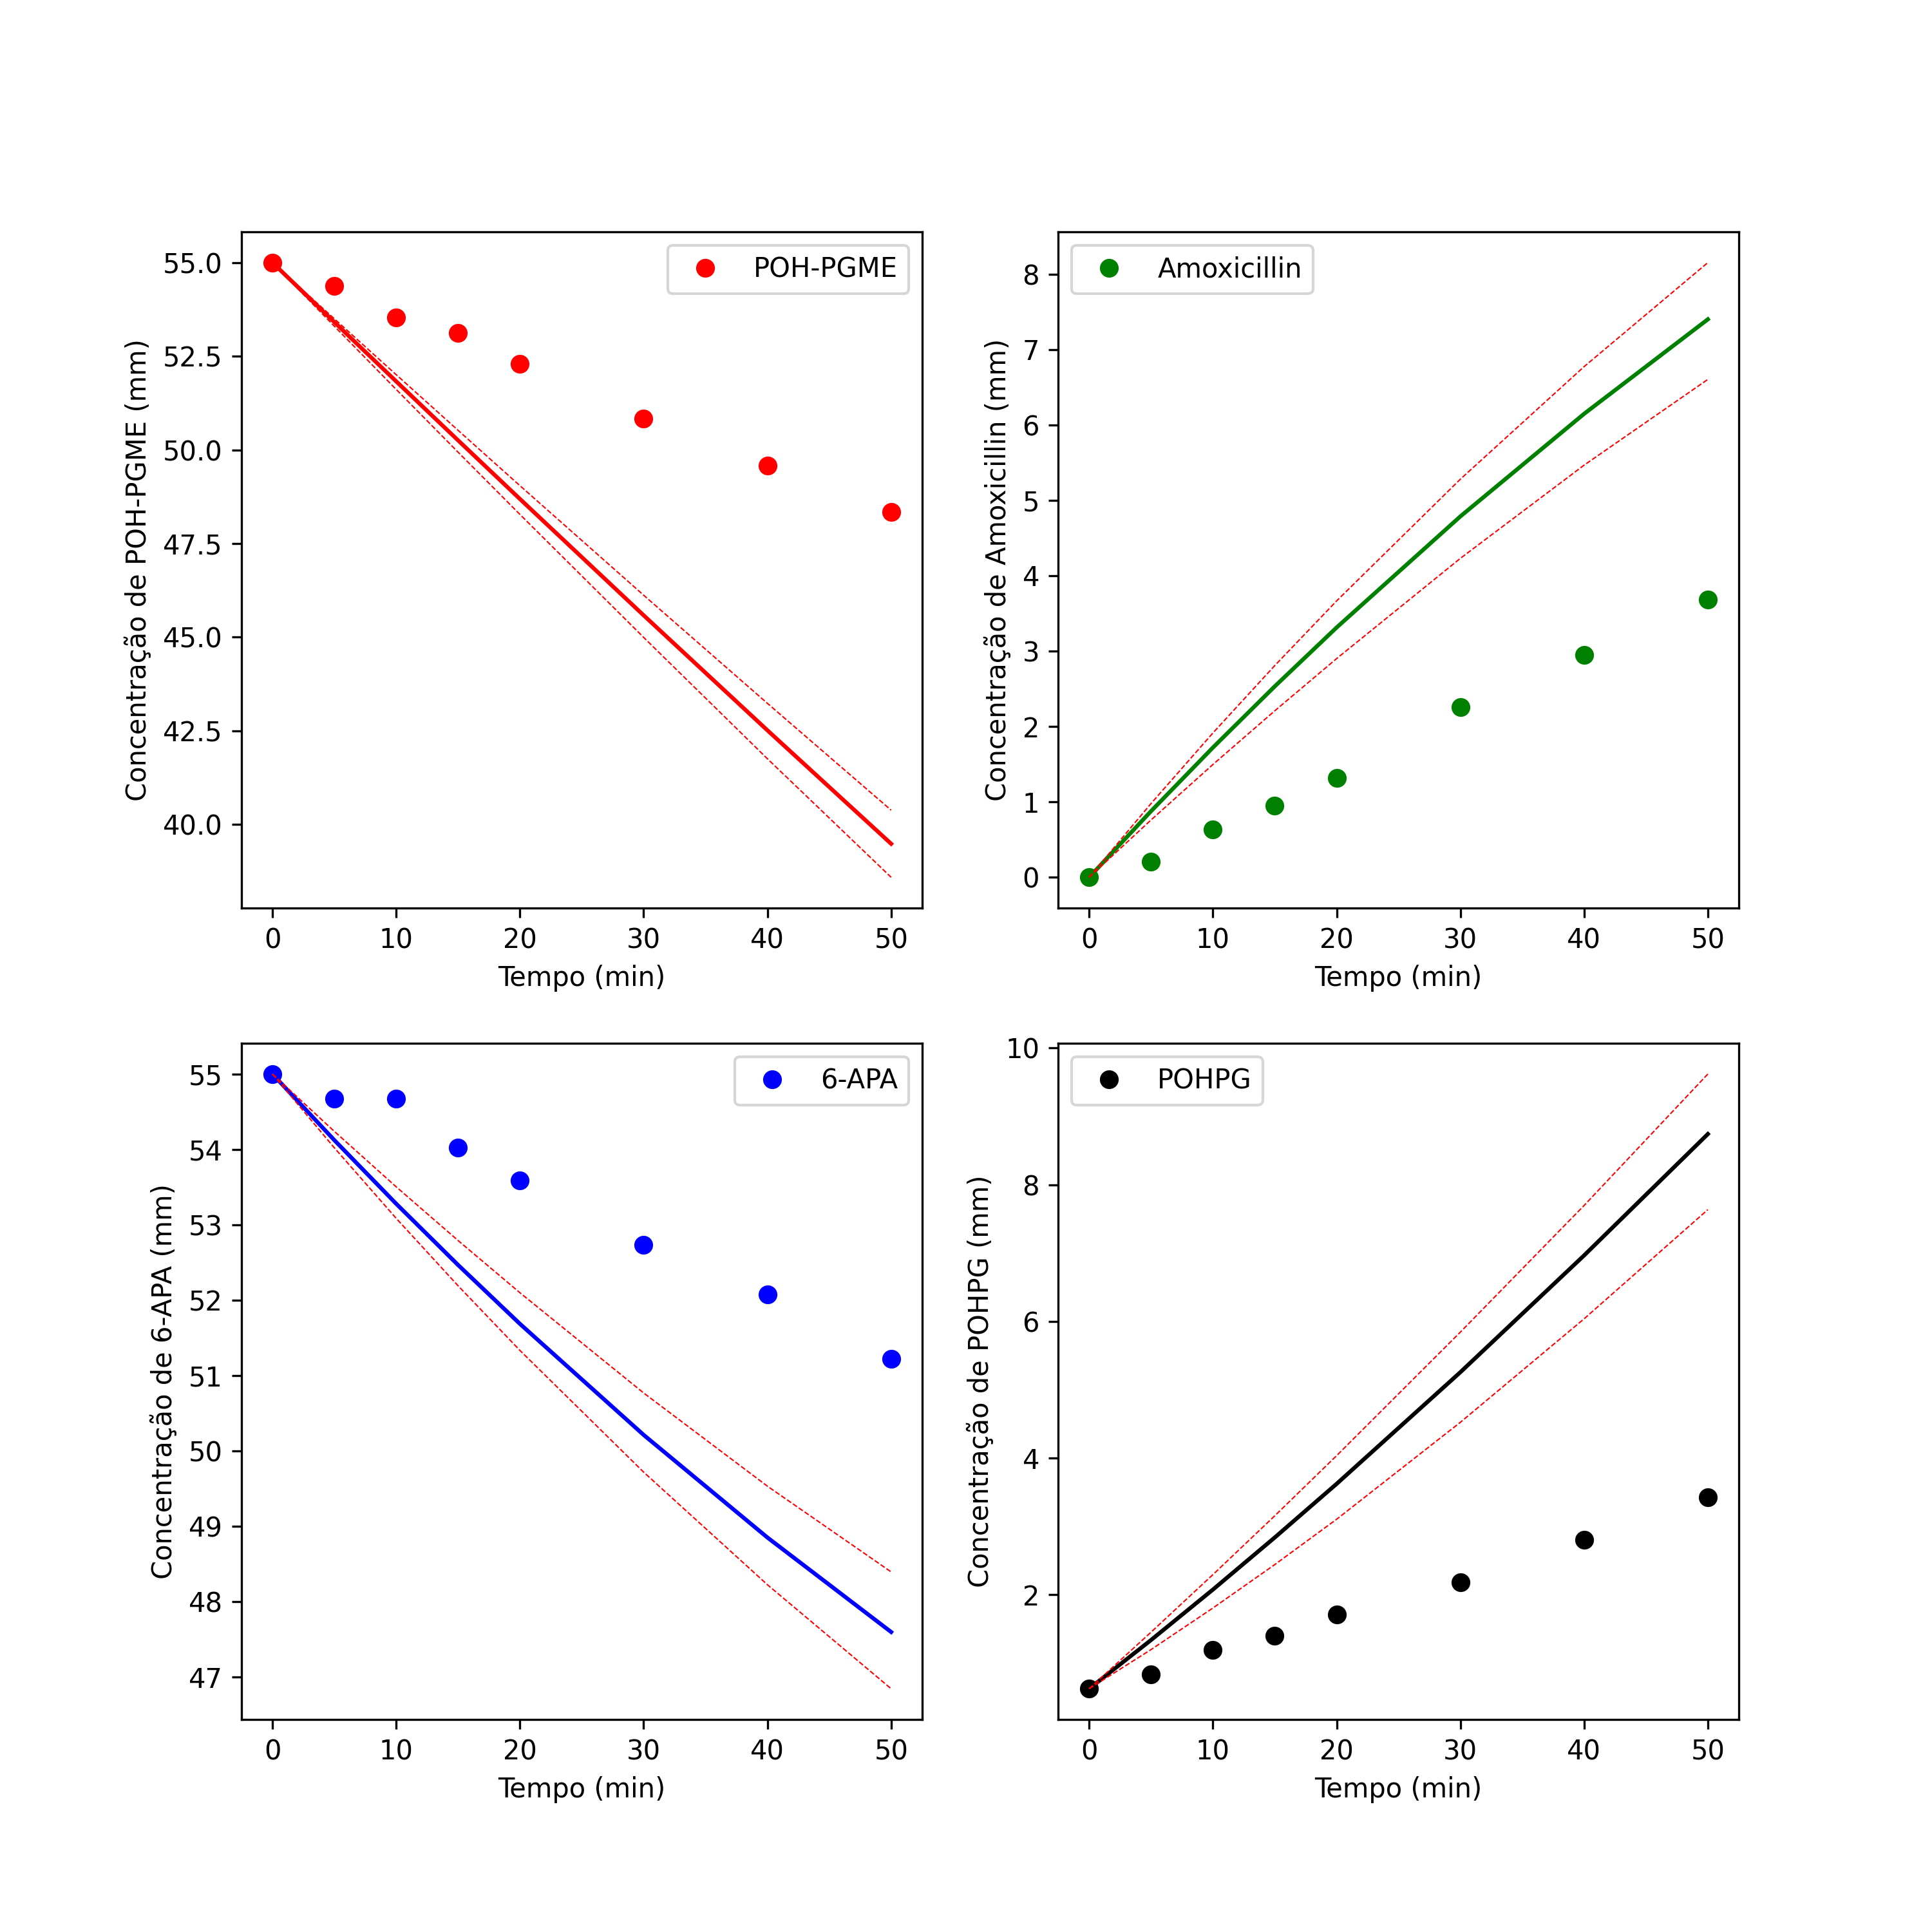 POH-PGME
55.0
52.5
50.0
47.5
45.0
42.5
40.0
Concentração de POH-PGME (mm)
0 10 20 30 40 50
Tempo (min)
Amoxicillin
8
7
6
5
4
3
2
1
0
Concentração de Amoxicillin (mm)
0 10 20 30 40 50
Tempo (min)
6-APA
55
54
53
52
51
50
49
48
47
Concentração de 6-APA (mm)
0 10 20 30 40 50
Tempo (min)
POHPG
10
8
6
4
2
Concentração de POHPG (mm)
0 10 20 30 40 50
Tempo (min)